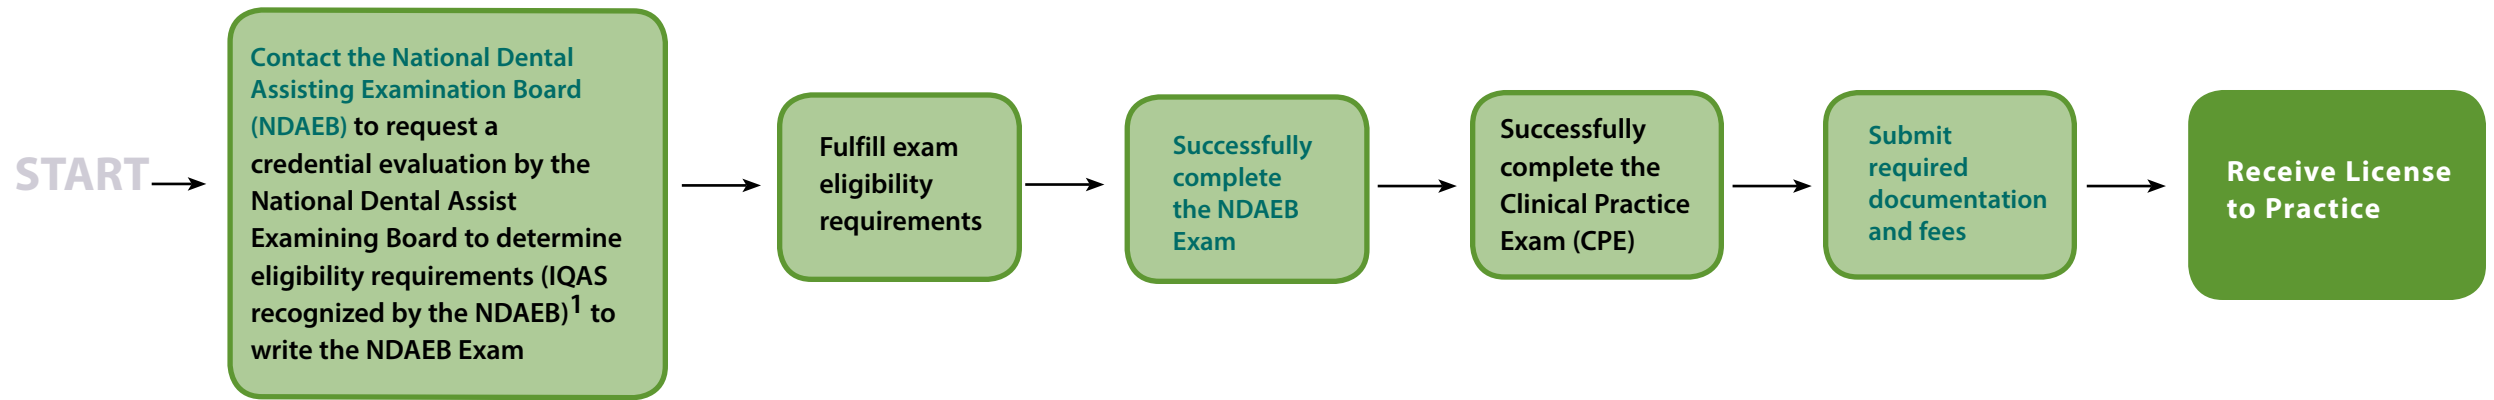 START
Contact the National Dental
Assisting Examination Board
(NDAEB) to request a
credential evaluation by the
National Dental Assist
Examining Board to determine
eligibility requirements (IQAS
recognized by the NDAEB)1 to
write the NDAEB Exam
Fulfill exam
eligibility
requirements
Successfully
complete
the NDAEB
Exam
Successfully
complete the
Clinical Practice
Exam (CPE)
Submit
required
documentation
and fees
Receive License
to Practice